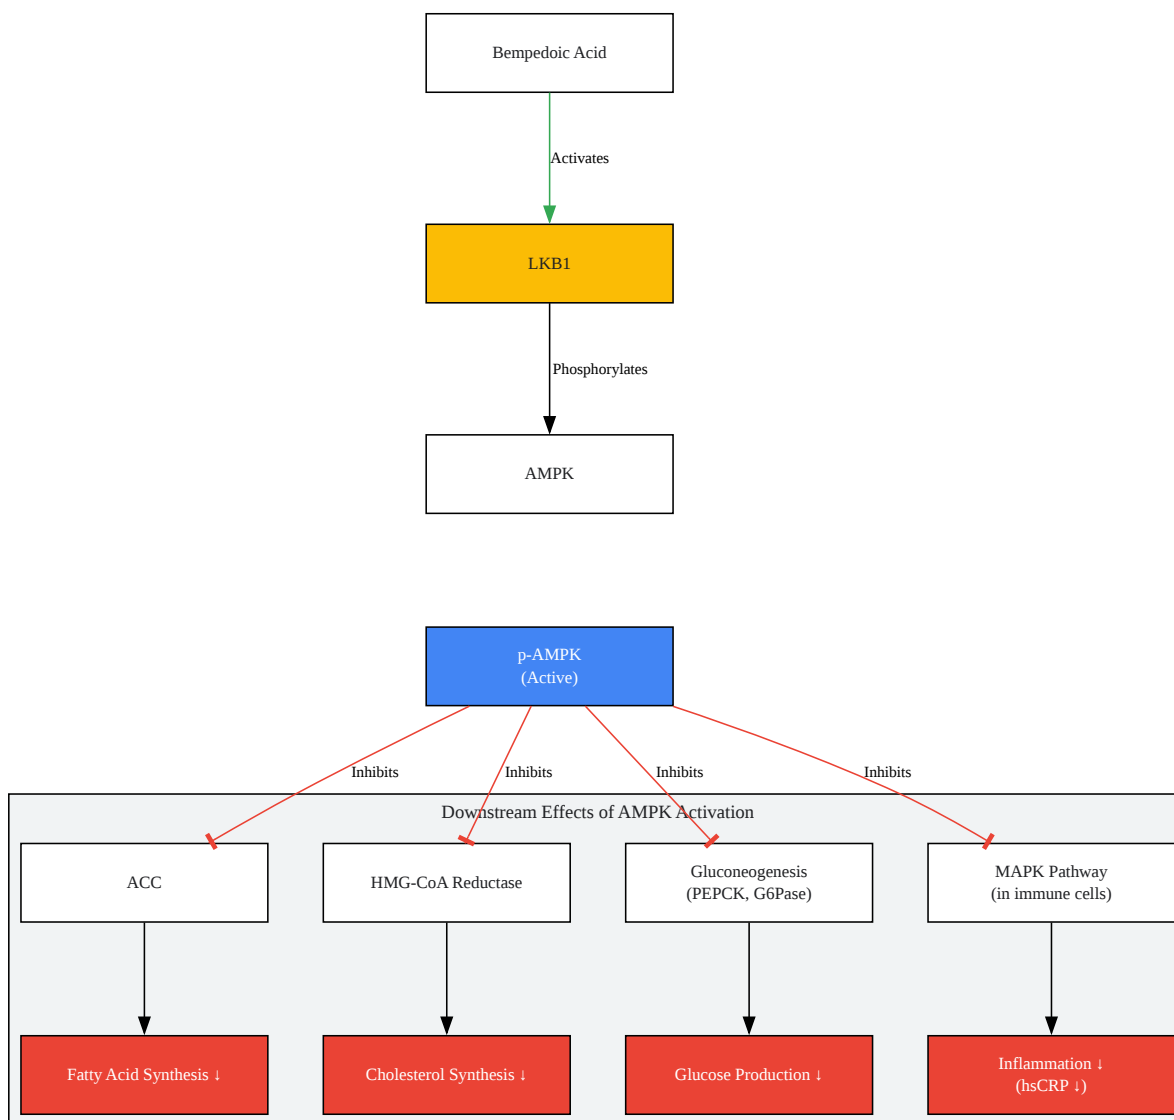 Bempedoic Acid
Activates
LKB1
Phosphorylates
AMPK
p-AMPK
(Active)
Inhibits
Inhibits
Inhibits
Inhibits
Downstream Effects of AMPK Activation
ACC
HMG-CoA Reductase
Gluconeogenesis
(PEPCK, G6Pase)
MAPK Pathway
(in immune cells)
Fatty Acid Synthesis ↓
Cholesterol Synthesis ↓
Glucose Production ↓
Inflammation ↓
(hsCRP ↓)